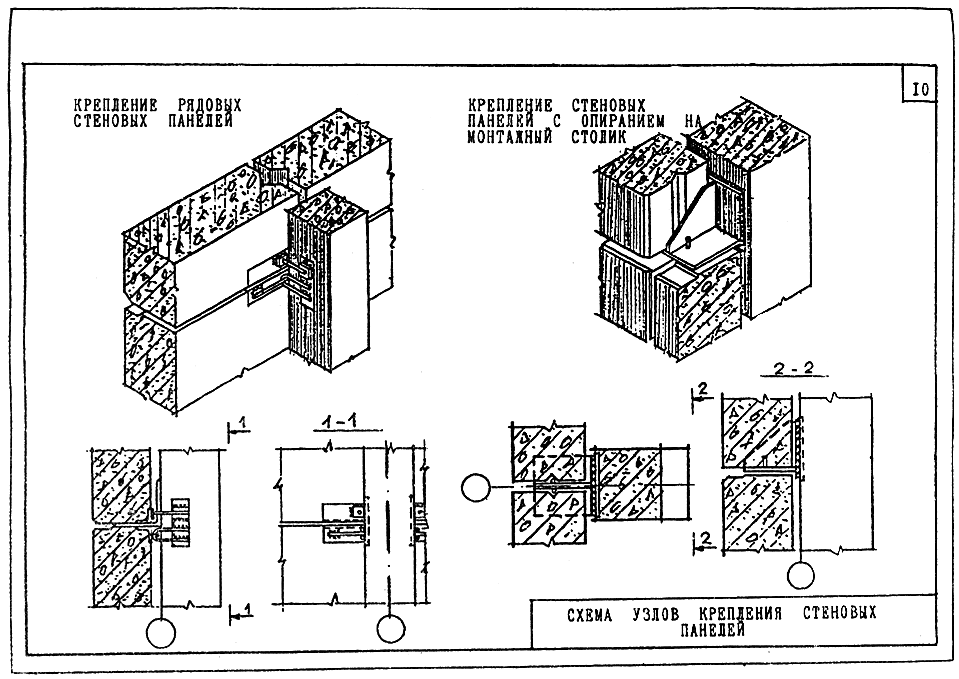 10
КРЕПЛЕНИЕ РЯДОВЫХ
СТЕНОВЫХ ПАНЕЛЕЙ
КРЕПЛЕНИЕ СТЕНОВЫХ
ПАНЕЛЕЙ С ОПИРАНИЕМ НА
МОНТАЖНЫЙ СТОЛИК
1
1-1
2
2-2
1
2
СХЕМА УЗЛОВ КРЕПЛЕНИЯ СТЕНОВЫХ
ПАНЕЛЕЙ